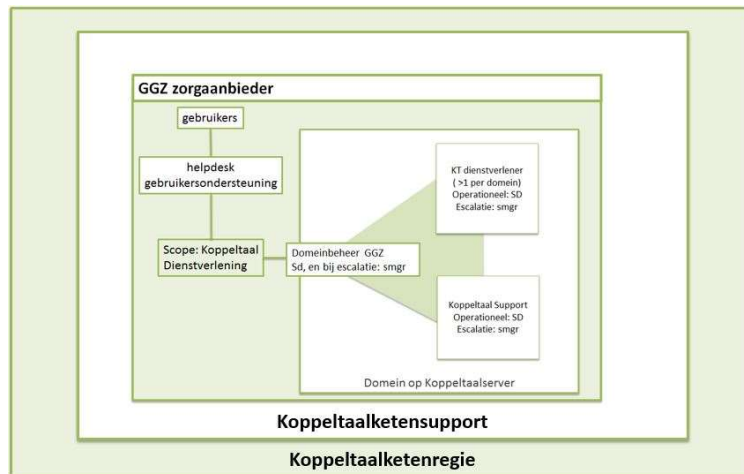 GGZ zorgaanbieder
gebruikers
helpdesk
gebruikersondersteuning
Scope: Koppeltaal
Dienstverlening
Domeinbeheer GGZ
Sd, en bij escalatie: smgr
KT dienstverlener
( >1 per domein)
Operationeel: SD
Escalatie: smgr
Koppeltaal Support
Operationeel: SD
Escalatie: smgr
Domein op Koppeltaalserver
Koppeltaalketensupport
Koppeltaalketenregie